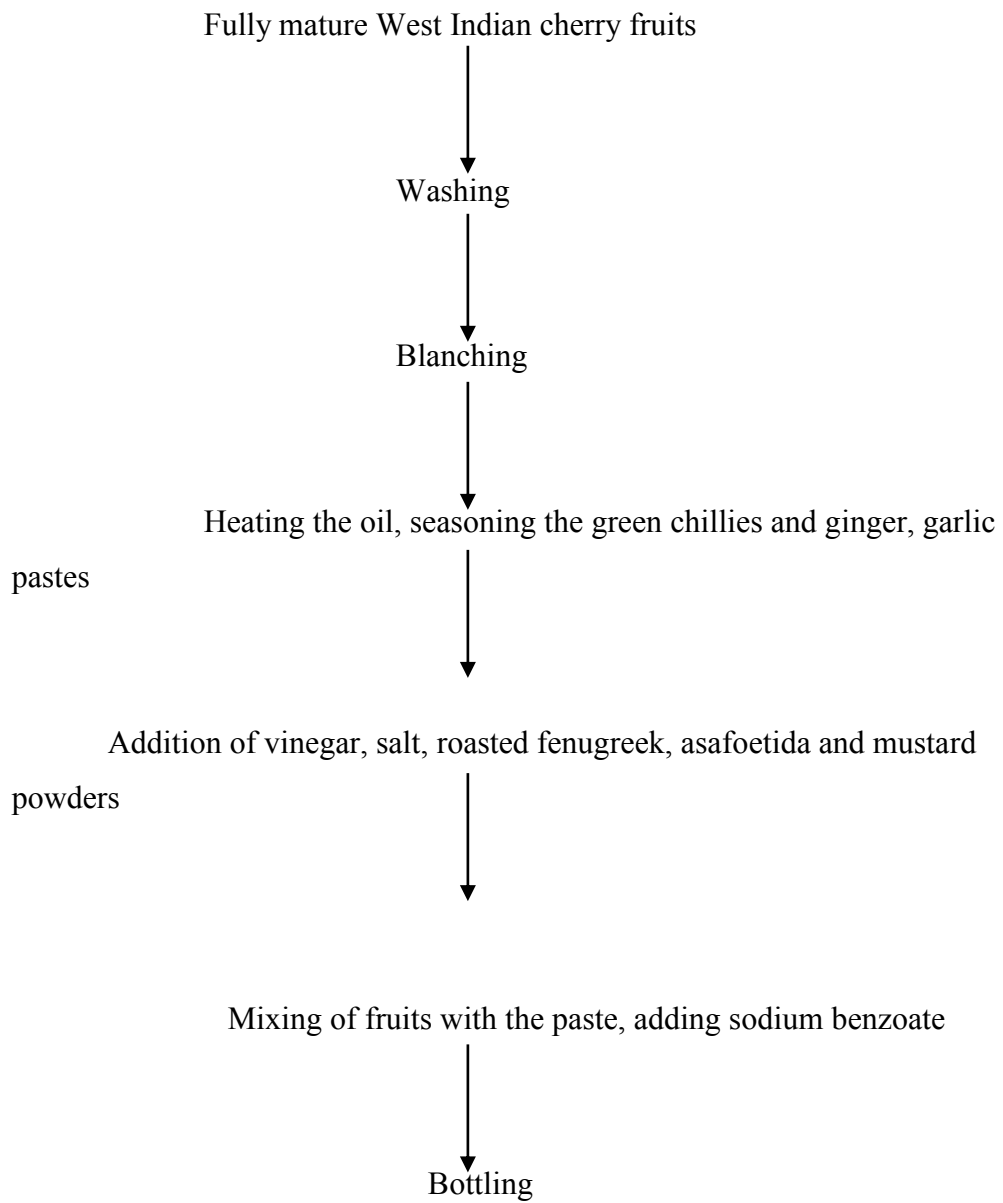 Fully mature West Indian cherry fruits
Washing
Blanching
Heating the oil, seasoning the green chillies and ginger, garlic
pastes
Addition of vinegar, salt, roasted fenugreek, asafoetida and mustard
powders
Mixing of fruits with the paste, adding sodium benzoate
Bottling